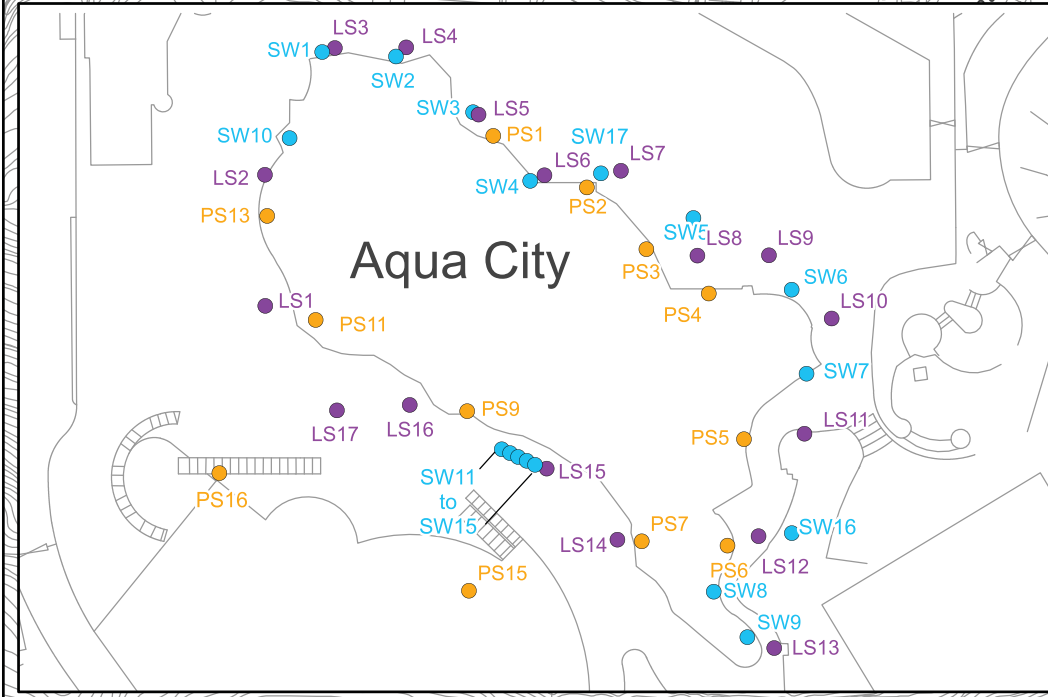 LS3
LS4
SW1
SW2
SW3
LS5
SW10
PS1
SW17
LS7
LS6
LS2
SW4
PS2
PS13
SW5
LS8
LS9
Aqua City
PS3
SW6
LS1
LS10
PS4
PS11
SW7
PS9
LS17
LS16
LS11
PS5
SW11
to
SW15
LS15
PS16
PS7
SW16
LS14
PS6
LS12
PS15
SW8
SW9
LS13